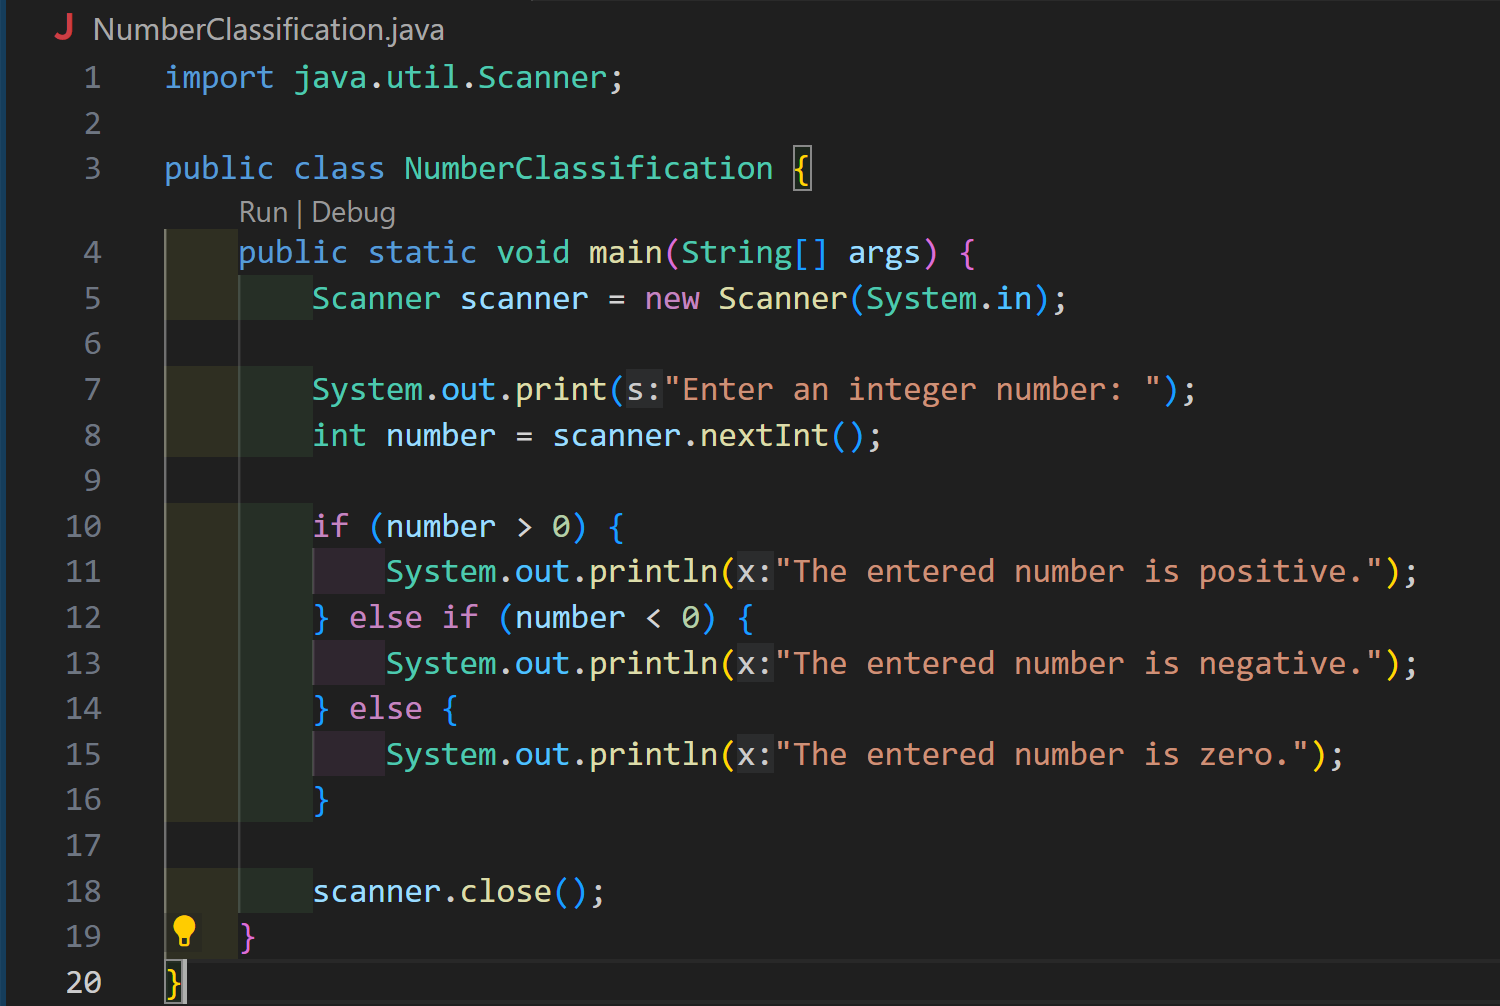 J NumberClassification.java
1 import java.util.Scanner;
2
3 public class NumberClassification {
Run | Debug
4 public static void main(String[] args) {
5 Scanner scanner = new Scanner(System.in);
6
7 System.out.print(s:"Enter an integer number: ");
8 int number = scanner.nextInt();
9
10 if (number > 0) {
11 System.out.println(x:"The entered number is positive.");
12 } else if (number < 0) {
13 System.out.println(x:"The entered number is negative.");
14 } else {
15 System.out.println(x:"The entered number is zero.");
16 }
17
18 scanner.close();
19 }
20 }